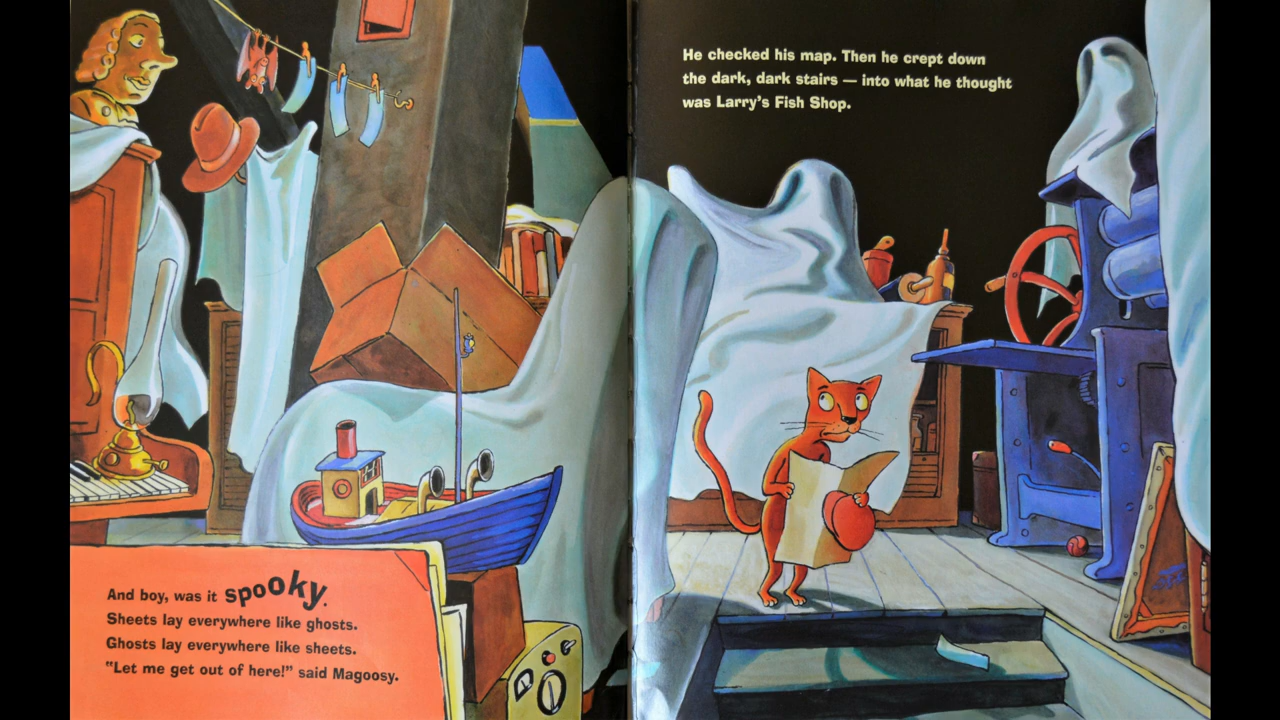 And boy, was it spooky.
Sheets lay everywhere like ghosts.
Ghosts lay everywhere like sheets.
"Let me get out of here!" said Magoosy.
He checked his map. Then he crept down
the dark, dark stairs — into what he thought
was Larry's Fish Shop.